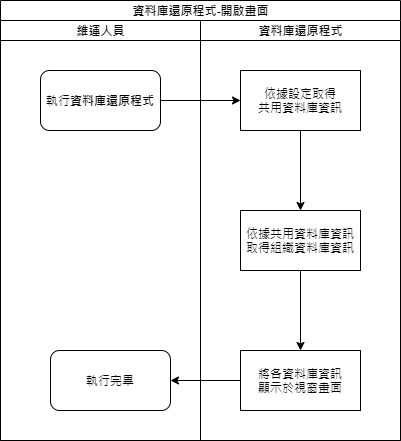 資料庫還原程式-開啟畫面
維運人員
資料庫還原程式
執行資料庫還原程式
依據設定取得
共用資料庫資訊
依據共用資料庫資訊
取得組織資料庫資訊
將各資料庫資訊
顯示於視窗畫面
執行完畢